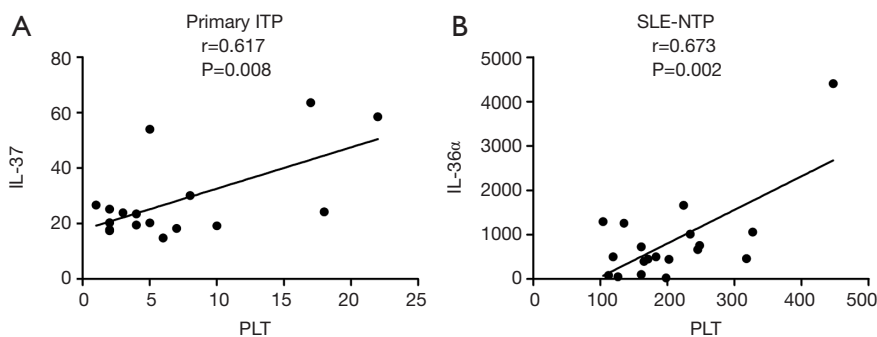 A
Primary ITP
r=0.617
P=0.008
80
60
40
20
0
IL-37
0 5 10 15 20 25
PLT
B
SLE-NTP
r=0.673
P=0.002
5000
4000
3000
2000
1000
0
IL-36α
0 100 200 300 400 500
PLT